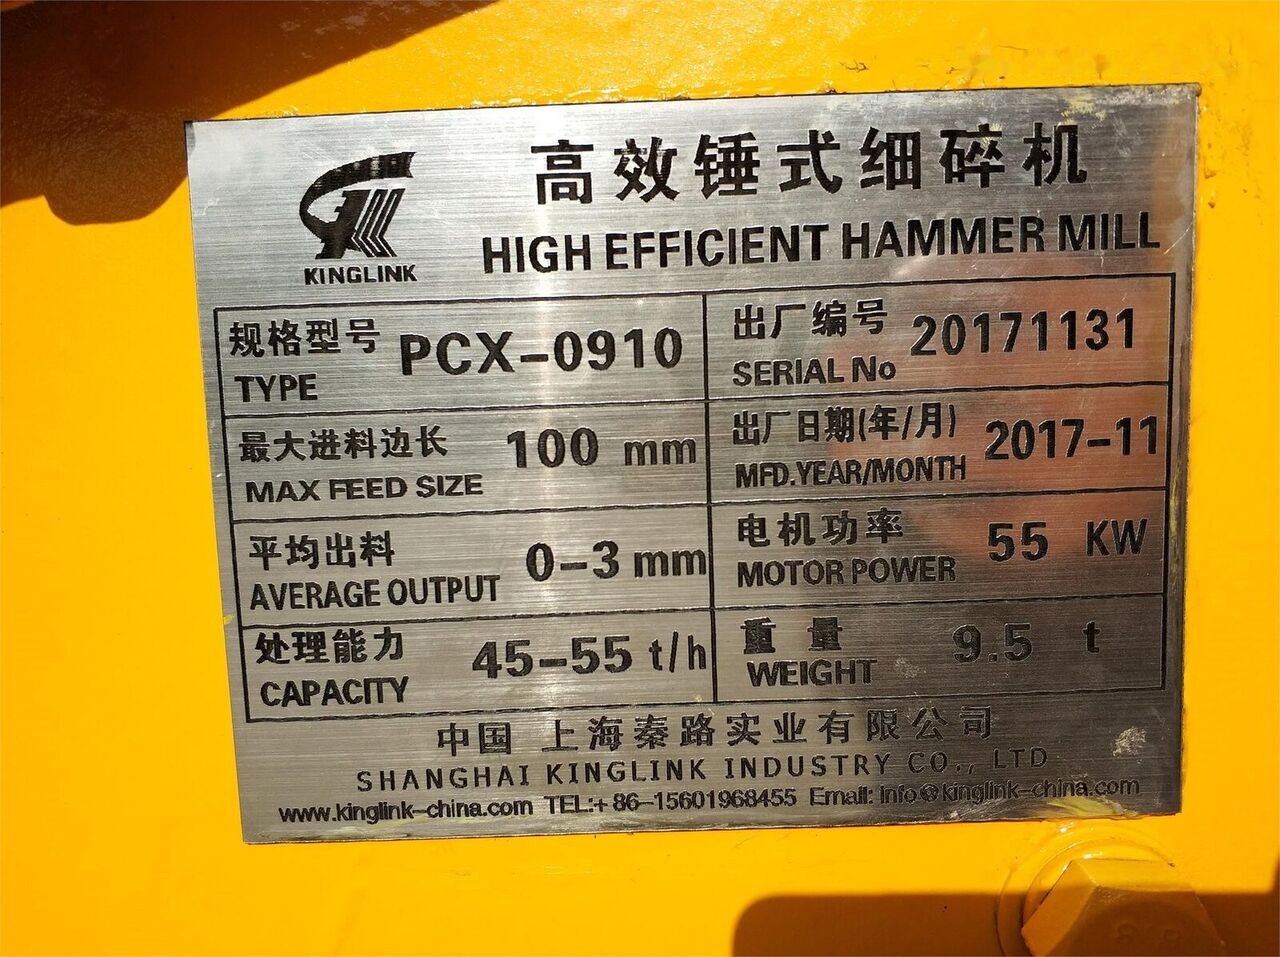 高效锤式细碎机
KINGLINK
HIGH EFFICIENT HAMMER MILL
规格型号 PCX-0910 出厂编号 20171131
TYPE SERIAL No
最大进料边长 100 mm 出厂日期(年/月) 2017-11
MAX FEED SIZE MFD.YEAR/MONTH
平均出料 0-3 mm 电机功率 55 KW
AVERAGE OUTPUT MOTOR POWER
处理能力 45-55 t/h 重量 9.5 t
CAPACITY WEIGHT
中国 上海秦路实业有限公司
SHANGHAI KINGLINK INDUSTRY CO., LTD
www.kinglink-china.com TEL:+86-15601968455 Email: info@kinglink-china.com
8.8